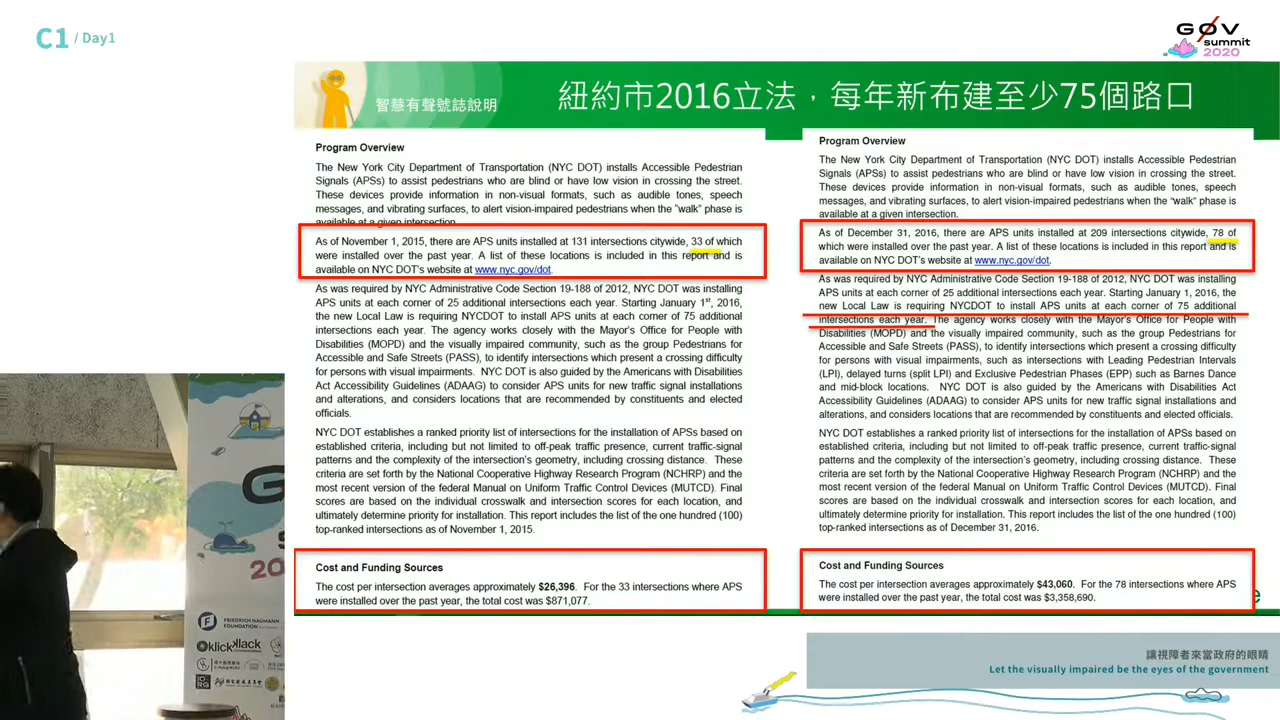 C1 / Day1
GØV
summit
2020
智慧有聲號誌說明
紐約市2016立法，每年新布建至少75個路口
Program Overview
The New York City Department of Transportation (NYC DOT) installs Accessible Pedestrian
Signals (APSs) to assist pedestrians who are blind or have low vision in crossing the street.
These devices provide information in non-visual formats, such as audible tones, speech
messages, and vibrating surfaces, to alert vision-impaired pedestrians when the "walk" phase is
available at a given intersection.
As of November 1, 2015, there are APS units installed at 131 intersections citywide, 33 of which
were installed over the past year. A list of these locations is included in this report and is
available on NYC DOT's website at www.nyc.gov/dot.
As was required by NYC Administrative Code Section 19-188 of 2012, NYC DOT was installing
APS units at each corner of 25 additional intersections each year. Starting January 1st, 2016,
the new Local Law is requiring NYCDOT to install APS units at each corner of 75 additional
intersections each year. The agency works closely with the Mayor's Office for People with
Disabilities (MOPD) and the visually impaired community, such as the group Pedestrians for
Accessible and Safe Streets (PASS), to identify intersections which present a crossing difficulty
for persons with visual impairments. NYC DOT is also guided by the Americans with Disabilities
Act Accessibility Guidelines (ADAAG) to consider APS units for new traffic signal installations
and alterations, and considers locations that are recommended by constituents and elected
officials.
NYC DOT establishes a ranked priority list of intersections for the installation of APSs based on
established criteria, including but not limited to off-peak traffic presence, current traffic-signal
patterns and the complexity of the intersection's geometry, including crossing distance. These
criteria are set forth by the National Cooperative Highway Research Program (NCHRP) and the
most recent version of the federal Manual on Uniform Traffic Control Devices (MUTCD). Final
scores are based on the individual crosswalk and intersection scores for each location, and
ultimately determine priority for installation. This report includes the list of the one hundred (100)
top-ranked intersections as of November 1, 2015.
Cost and Funding Sources
The cost per intersection averages approximately $26,396. For the 33 intersections where APS
were installed over the past year, the total cost was $871,077.
Program Overview
The New York City Department of Transportation (NYC DOT) installs Accessible Pedestrian
Signals (APSs) to assist pedestrians who are blind or have low vision in crossing the street.
These devices provide information in non-visual formats, such as audible tones, speech
messages, and vibrating surfaces, to alert vision-impaired pedestrians when the "walk" phase is
available at a given intersection.
As of December 31, 2016, there are APS units installed at 209 intersections citywide, 78 of
which were installed over the past year. A list of these locations is included in this report and is
available on NYC DOT's website at www.nyc.gov/dot.
As was required by NYC Administrative Code Section 19-188 of 2012, NYC DOT was installing
APS units at each corner of 25 additional intersections each year. Starting January 1, 2016, the
new Local Law is requiring NYCDOT to install APS units at each corner of 75 additional
intersections each year. The agency works closely with the Mayor's Office for People with
Disabilities (MOPD) and the visually impaired community, such as the group Pedestrians for
Accessible and Safe Streets (PASS), to identify intersections which present a crossing difficulty
for persons with visual impairments, such as intersections with Leading Pedestrian Intervals
(LPI), delayed turns (split LPI) and Exclusive Pedestrian Phases (EPP) such as Barnes Dance
and mid-block locations. NYC DOT is also guided by the Americans with Disabilities Act
Accessibility Guidelines (ADAAG) to consider APS units for new traffic signal installations and
alterations, and considers locations that are recommended by constituents and elected officials.
NYC DOT establishes a ranked priority list of intersections for the installation of APSs based on
established criteria, including but not limited to off-peak traffic presence, current traffic-signal
patterns and the complexity of the intersection's geometry, including crossing distance. These
criteria are set forth by the National Cooperative Highway Research Program (NCHRP) and the
most recent version of the federal Manual on Uniform Traffic Control Devices (MUTCD). Final
scores are based on the individual crosswalk and intersection scores for each location, and
ultimately determine priority for installation. This report includes the list of the one hundred (100)
top-ranked intersections as of December 31, 2016.
Cost and Funding Sources
The cost per intersection averages approximately $43,060. For the 78 intersections where APS
were installed over the past year, the total cost was $3,358,690.
FRIEDRICH NAUMANN
FOUNDATION
klickklack
讓視障者來當政府的眼睛
Let the visually impaired be the eyes of the government